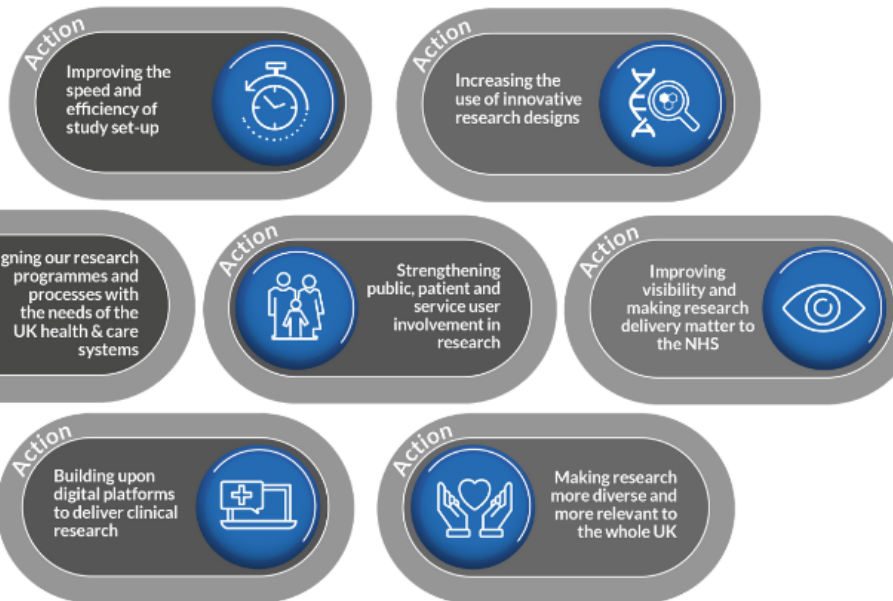 Action
Improving the
speed and
efficiency of
study set-up
Action
Increasing the
use of innovative
research designs
gning our research
programmes and
processes with
the needs of the
UK health & care
systems
Action
Strengthening
public, patient and
service user
involvement in
research
Action
Improving
visibility and
making research
delivery matter to
the NHS
Action
Building upon
digital platforms
to deliver clinical
research
Action
Making research
more diverse and
more relevant to
the whole UK